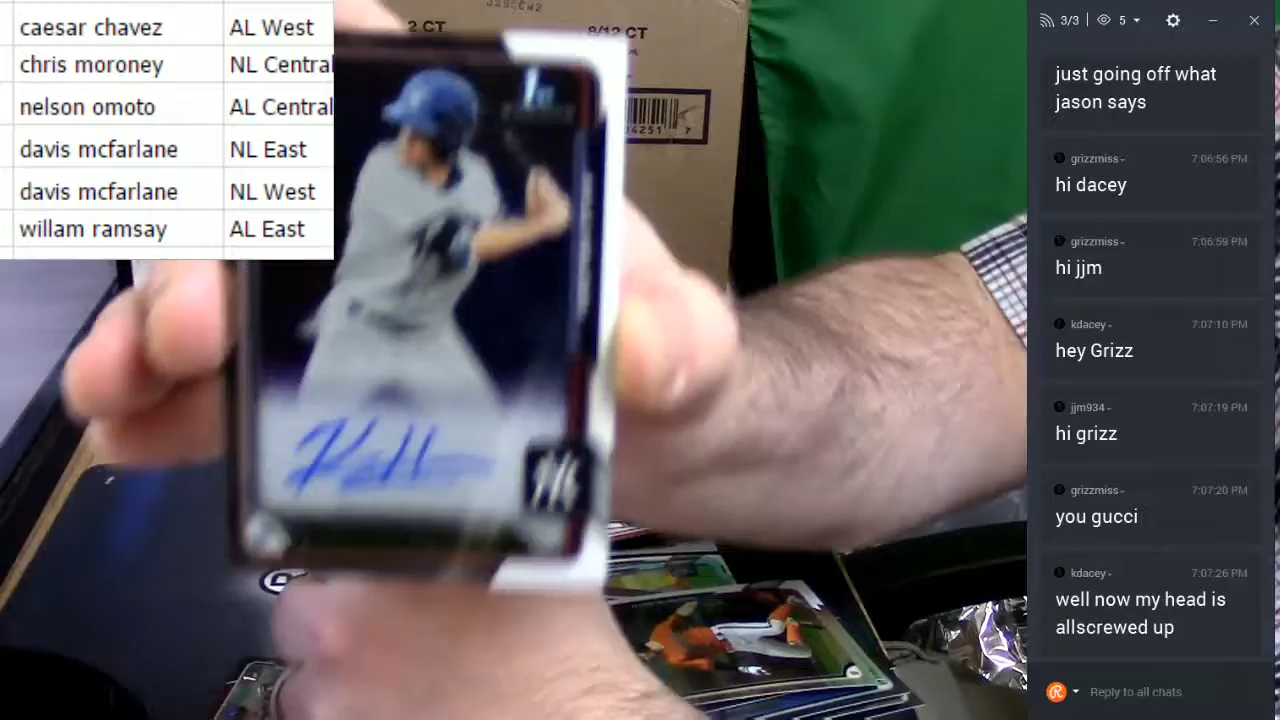 caesar chavez AL West
chris moroney NL Central
nelson omoto AL Central
davis mcfarlane NL East
davis mcfarlane NL West
willam ramsay AL East
2 CT
8/12 CT
4251 7
3/3 5
just going off what
jason says
grizzmiss- 7:06:56 PM
hi dacey
grizzmiss- 7:06:59 PM
hi jjm
kdacey- 7:07:10 PM
hey Grizz
jjm934- 7:07:19 PM
hi grizz
grizzmiss- 7:07:20 PM
you gucci
kdacey- 7:07:26 PM
well now my head is
allscrewed up
Reply to all chats